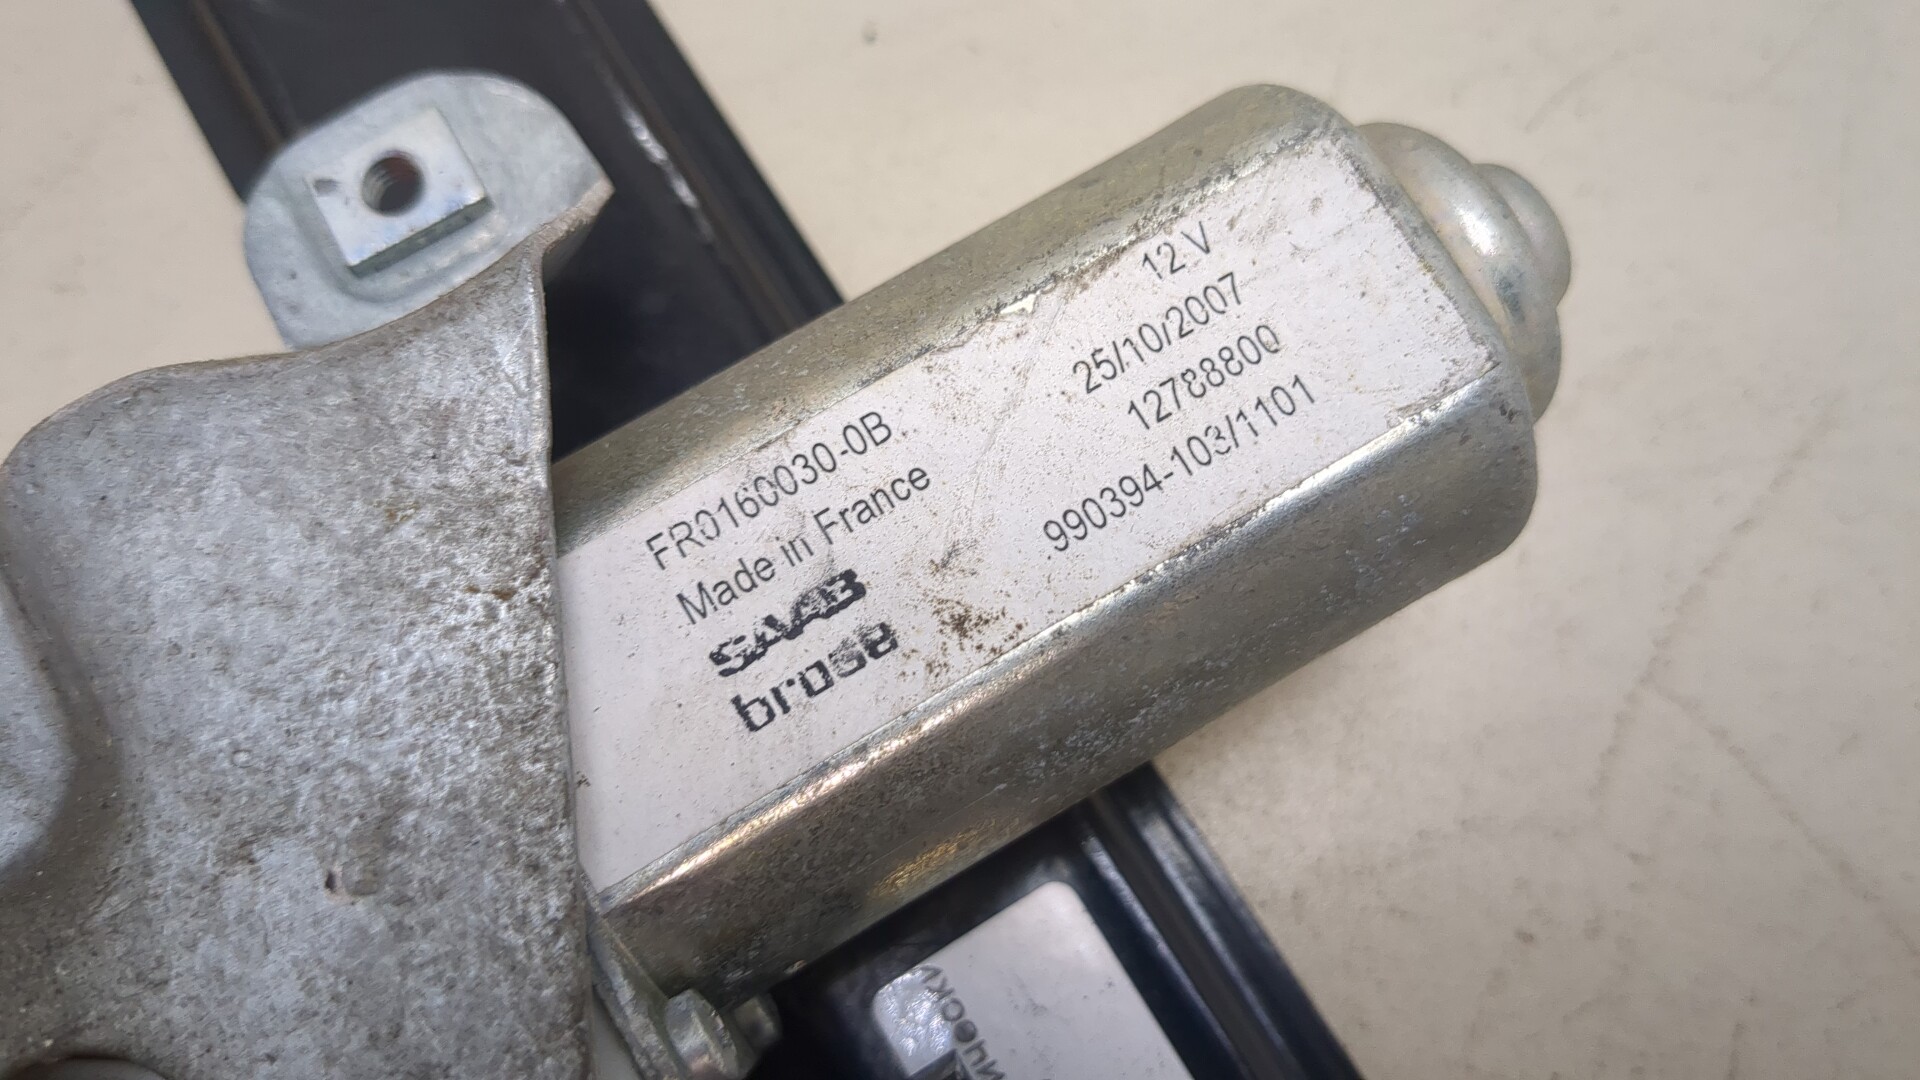 12 V
25/10/2007
12788800
990394-103/1101
FR0160030-0B
Made in France
SAAB
brose